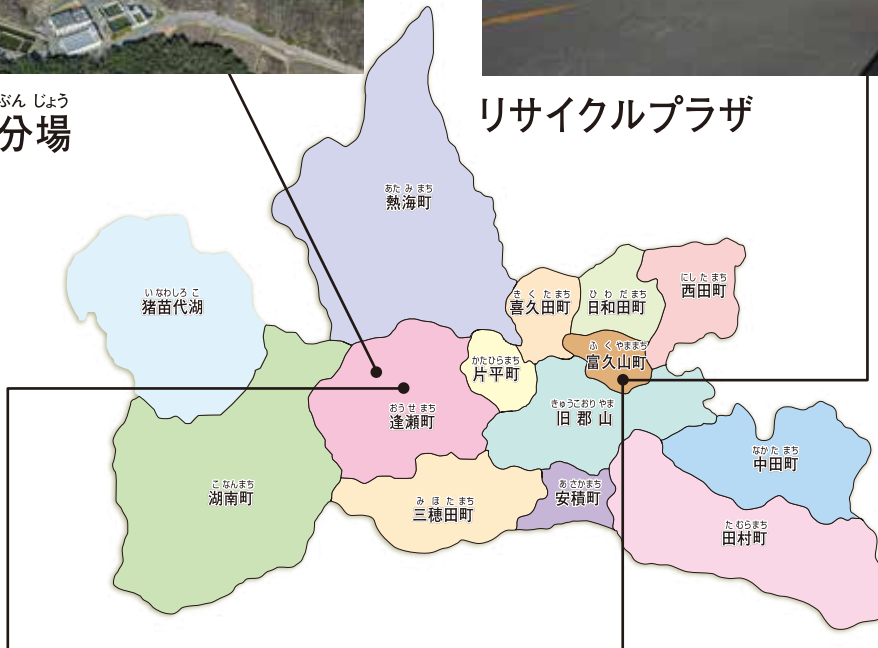 ぶん じょう
分場
リサイクルプラザ
あた み まち
熱海町
い なわしろ こ
猪苗代湖
き く た まち
喜久田町
ひ わ だ まち
日和田町
にし た まち
西田町
ふ く やままち
富久山町
かたひらまち
片平町
おう せ まち
逢瀬町
きゅうこおり やま
旧 郡 山
なか た まち
中田町
こ なんまち
湖南町
み ほ た まち
三穂田町
あ さかまち
安積町
た むらまち
田村町